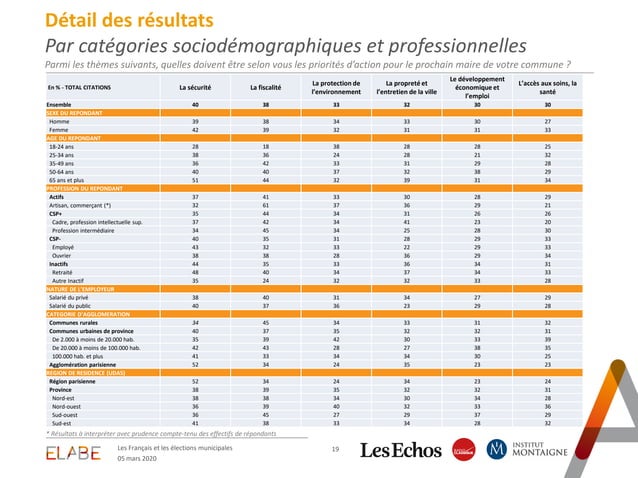 Détail des résultats
Par catégories sociodémographiques et professionnelles
Parmi les thèmes suivants, quelles doivent être selon vous les priorités d'action pour le prochain maire de votre commune ?
En % - TOTAL CITATIONS La sécurité La fiscalité La protection de l'environnement La propreté et l'entretien de la ville Le développement économique et l'emploi L'accès aux soins, la santé
Ensemble 40 38 33 32 30 30
SEXE DU REPONDANT
Homme 39 38 34 33 30 27
Femme 42 39 32 31 31 33
AGE DU REPONDANT
18-24 ans 28 18 38 28 28 25
25-34 ans 38 36 24 28 21 32
35-49 ans 36 42 33 31 29 28
50-64 ans 40 40 37 32 38 29
65 ans et plus 51 44 32 39 31 34
PROFESSION DU REPONDANT
Actifs 37 41 33 30 28 29
Artisan, commerçant (*) 32 61 37 36 29 21
CSP+ 35 44 34 31 26 26
Cadre, profession intellectuelle sup. 37 42 34 41 23 20
Profession intermédiaire 34 45 34 25 28 30
CSP- 40 35 31 28 29 33
Employé 43 32 33 22 29 33
Ouvrier 38 38 28 36 29 34
Inactifs 44 35 33 36 34 31
Retraité 48 40 34 37 34 33
Autre Inactif 35 24 32 32 33 28
NATURE DE L'EMPLOYEUR
Salarié du privé 38 40 31 34 27 29
Salarié du public 40 37 36 23 29 28
CATEGORIE D'AGGLOMERATION
Communes rurales 34 45 34 33 31 32
Communes urbaines de province 40 37 35 32 32 31
De 2.000 à moins de 20.000 hab. 35 39 42 30 33 39
De 20.000 à moins de 100.000 hab. 42 43 28 27 38 35
100.000 hab. et plus 41 33 34 34 30 25
Agglomération parisienne 52 34 24 35 23 23
REGION DE RESIDENCE (UDA5)
Région parisienne 52 34 24 34 23 24
Province 38 39 35 32 32 31
Nord-est 38 38 34 30 34 28
Nord-ouest 36 39 40 32 33 36
Sud-ouest 36 45 27 29 37 29
Sud-est 41 38 38 34 28 32
* Résultats à interpréter avec prudence compte-tenu des effectifs de répondants
ELABE
Les Français et les élections municipales
05 mars 2020
19
Les Echos
RADIO CLASSIQUE
INSTITUT
MONTAIGNE